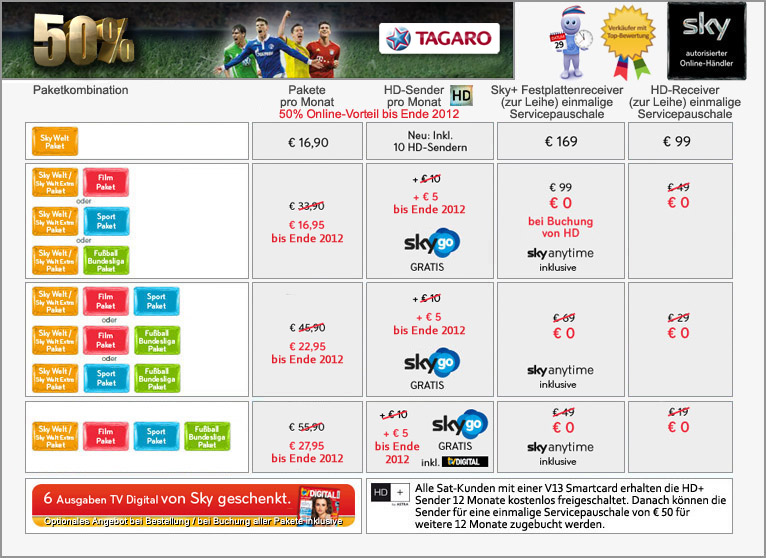 50%
TAGARO
DATUM
29
NOV
Verkäufer mit
Top-Bewertung
sky
autorisierter
Online-Händler
Paketkombination
Pakete
pro Monat
HD-Sender
pro Monat
HD
50% Online-Vorteil bis Ende 2012
Sky+ Festplattenreceiver
(zur Leihe) einmalige
Servicepauschale
HD-Receiver
(zur Leihe) einmalige
Servicepauschale
Sky Welt
Paket
€ 16,90
Neu: Inkl.
10 HD-Sendern
€ 169
€ 99
Sky Welt /
Sky Welt Extra
Paket
Film
Paket
oder
Sky Welt /
Sky Welt Extra
Paket
Sport
Paket
oder
Sky Welt /
Sky Welt Extra
Paket
Fußball
Bundesliga
Paket
€ 33,90
€ 16,95
bis Ende 2012
+ € 10
+ € 5
bis Ende 2012
sky go
GRATIS
€ 99
€ 0
bei Buchung
von HD
sky anytime
inklusive
€ 49
€ 0
Sky Welt /
Sky Welt Extra
Paket
Film
Paket
Sport
Paket
oder
Sky Welt /
Sky Welt Extra
Paket
Film
Paket
Fußball
Bundesliga
Paket
oder
Sky Welt /
Sky Welt Extra
Paket
Sport
Paket
Fußball
Bundesliga
Paket
€ 45,90
€ 22,95
bis Ende 2012
+ € 10
+ € 5
bis Ende 2012
sky go
GRATIS
€ 69
€ 0
sky anytime
inklusive
€ 29
€ 0
Sky Welt /
Sky Welt Extra
Paket
Film
Paket
Sport
Paket
Fußball
Bundesliga
Paket
€ 55,90
€ 27,95
bis Ende 2012
+ € 10
+ € 5
bis Ende
2012
sky go
GRATIS
inkl. TV DIGITAL
€ 49
€ 0
sky anytime
inklusive
€ 19
€ 0
6 Ausgaben TV Digital von Sky geschenkt.
Optionales Angebot bei Bestellung / bei Buchung aller Pakete inklusive
DIGITAL
HD +
by ASTRA
Alle Sat-Kunden mit einer V13 Smartcard erhalten die HD+
Sender 12 Monate kostenlos freigeschaltet. Danach können die
Sender für eine einmalige Servicepauschale von € 50 für
weitere 12 Monate zugebucht werden.